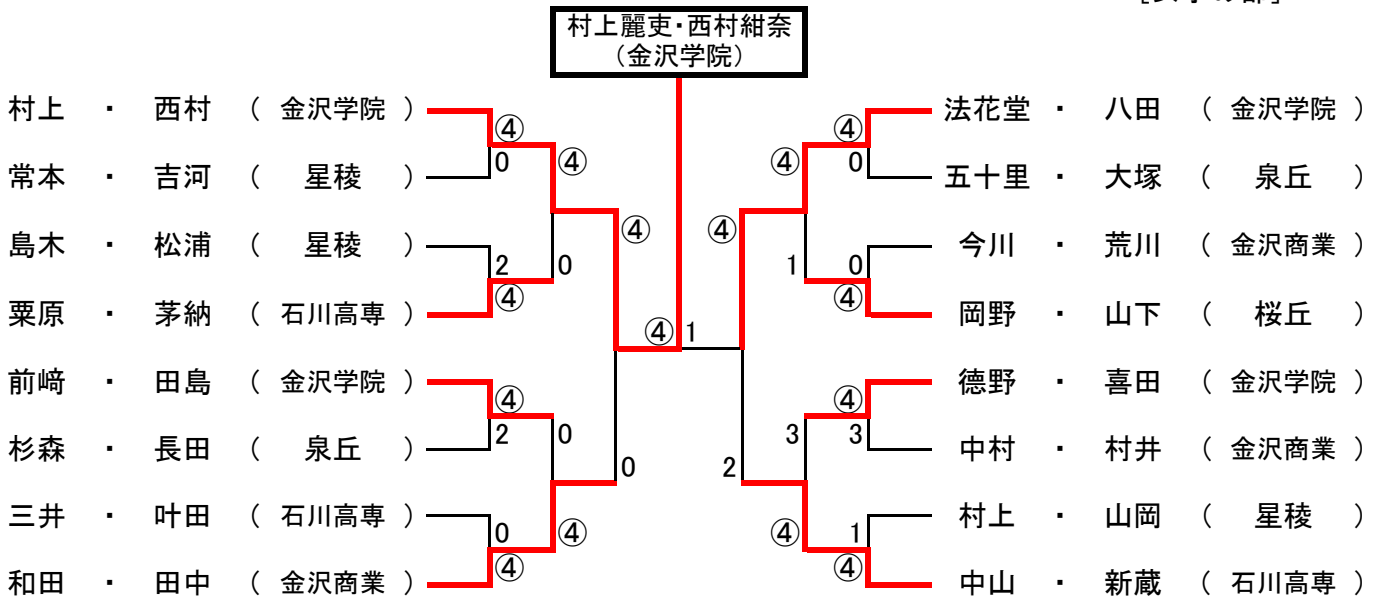 村上麗吏・西村紺奈
（金沢学院）
村上 ・ 西村 （ 金沢学院 ） ④ ④ 法花堂 ・ 八田 （ 金沢学院 ）
0 ④ ④ 0
常本 ・ 吉河 （ 星稜 ） 五十里 ・ 大塚 （ 泉丘 ）
④ ④
島木 ・ 松浦 （ 星稜 ） 今川 ・ 荒川 （ 金沢商業 ）
2 0 1 0
粟原 ・ 茅納 （ 石川高専 ） ④ ④ 岡野 ・ 山下 （ 桜丘 ）
④ 1
前﨑 ・ 田島 （ 金沢学院 ） ④ ④ 德野 ・ 喜田 （ 金沢学院 ）
2 0 3 3
杉森 ・ 長田 （ 泉丘 ） 中村 ・ 村井 （ 金沢商業 ）
0 2
三井 ・ 叶田 （ 石川高専 ） 村上 ・ 山岡 （ 星稜 ）
0 ④ ④ 1
和田 ・ 田中 （ 金沢商業 ） ④ ④ 中山 ・ 新蔵 （ 石川高専 ）